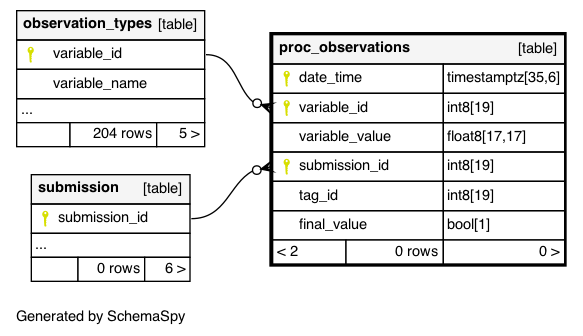 observation_types [table]
variable_id
variable_name
...
204 rows 5 >
submission [table]
submission_id
...
0 rows 6 >
proc_observations [table]
date_time timestamptz[35,6]
variable_id int8[19]
variable_value float8[17,17]
submission_id int8[19]
tag_id int8[19]
final_value bool[1]
< 2 0 rows 0 >
Generated by SchemaSpy